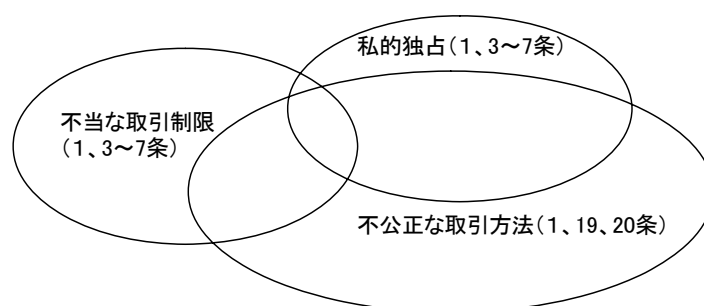 私的独占（１、３～７条）
不当な取引制限
（１、３～７条）
不公正な取引方法（１、19、20条）